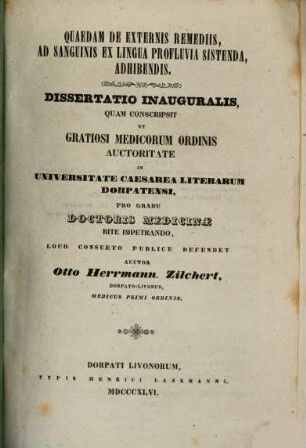 QUAEDAM DE EXTERNIS REMEDIIS,
AD SANGUINIS EX LINGUA PROFLUVIA SISTENDA,
ADHIBENDIS.
DISSERTATIO INAUGURALIS,
QUAM CONSCRIPSIT
ET
GRATIOSI MEDICORUM ORDINIS
AUCTORITATE
IN
UNIVERSITATE CAESAREA LITERARUM
DORPATENSI,
PRO GRADU
DOCTORIS MEDICINÆ
RITE IMPETRANDO,
LOCO CONSUETO PUBLICE DEFENDET
AUCTOR
Otto Herrmann Zilchert,
DORPATO-LIVONUS,
MEDICUS PRIMI ORDINIS.
DORPATI LIVONORUM,
TYPIS HENRICI LAAKMANNI,
MDCCCXLVI.